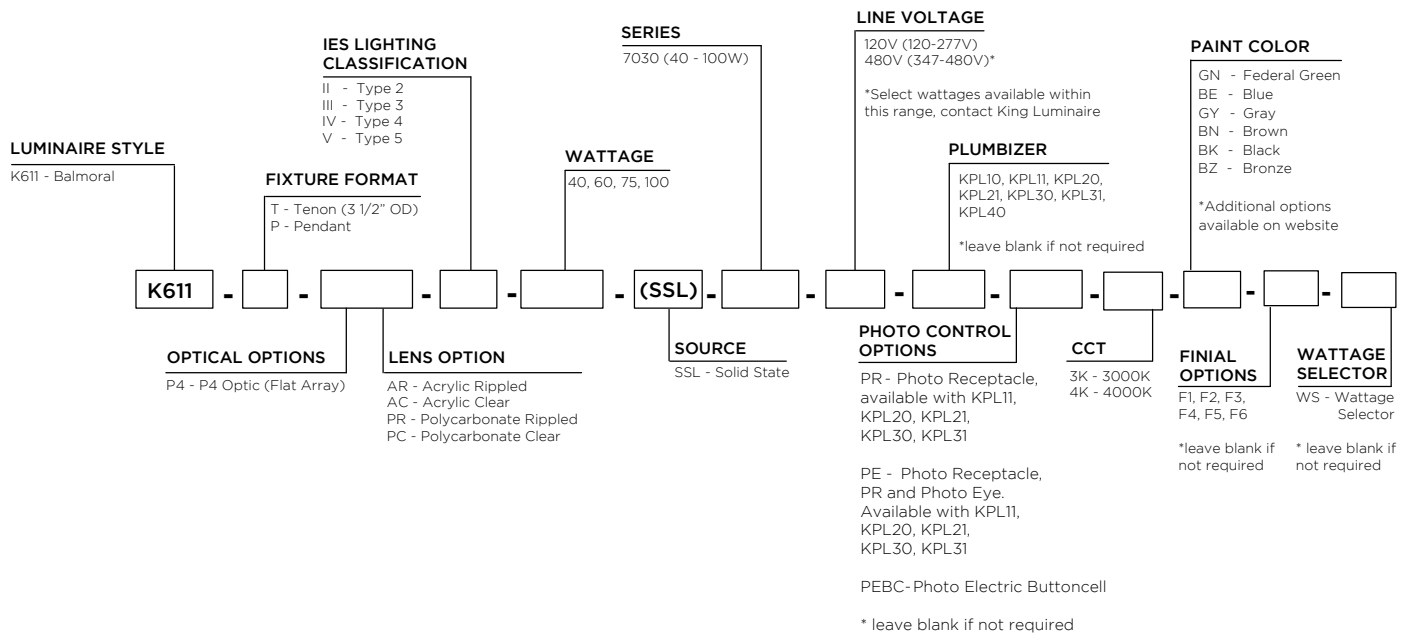 LUMINAIRE STYLE
K611 - Balmoral
FIXTURE FORMAT
T - Tenon (3 1/2” OD)
P - Pendant
IES LIGHTING
CLASSIFICATION
II - Type 2
III - Type 3
IV - Type 4
V - Type 5
WATTAGE
40, 60, 75, 100
SERIES
7030 (40 - 100W)
LINE VOLTAGE
120V (120-277V)
480V (347-480V)*
*Select wattages available within
this range, contact King Luminaire
PLUMBIZER
KPL10, KPL11, KPL20,
KPL21, KPL30, KPL31,
KPL40
*leave blank if not required
PAINT COLOR
GN - Federal Green
BE - Blue
GY - Gray
BN - Brown
BK - Black
BZ - Bronze
*Additional options
available on website
K611 - - - - - (SSL) - - - - - - - -
OPTICAL OPTIONS
P4 - P4 Optic (Flat Array)
LENS OPTION
AR - Acrylic Rippled
AC - Acrylic Clear
PR - Polycarbonate Rippled
PC - Polycarbonate Clear
SOURCE
SSL - Solid State
PHOTO CONTROL
OPTIONS
PR - Photo Receptacle,
available with KPL11,
KPL20, KPL21,
KPL30, KPL31
PE - Photo Receptacle,
PR and Photo Eye.
Available with KPL11,
KPL20, KPL21,
KPL30, KPL31
PEBC- Photo Electric Buttoncell
* leave blank if not required
CCT
3K - 3000K
4K - 4000K
FINIAL
OPTIONS
F1, F2, F3,
F4, F5, F6
*leave blank if
not required
WATTAGE
SELECTOR
WS - Wattage
Selector
* leave blank if
not required